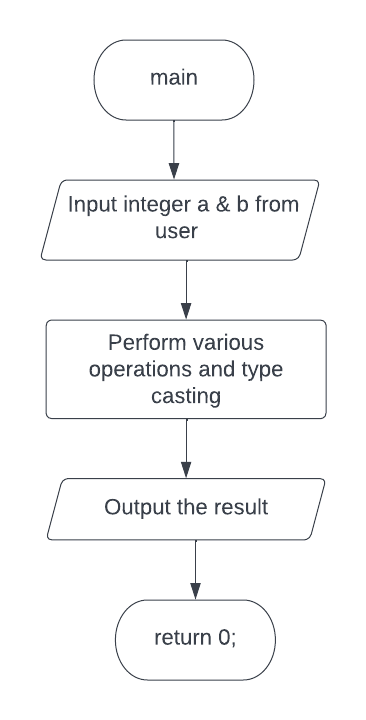 main
Input integer a & b from
user
Perform various
operations and type
casting
Output the result
return 0;